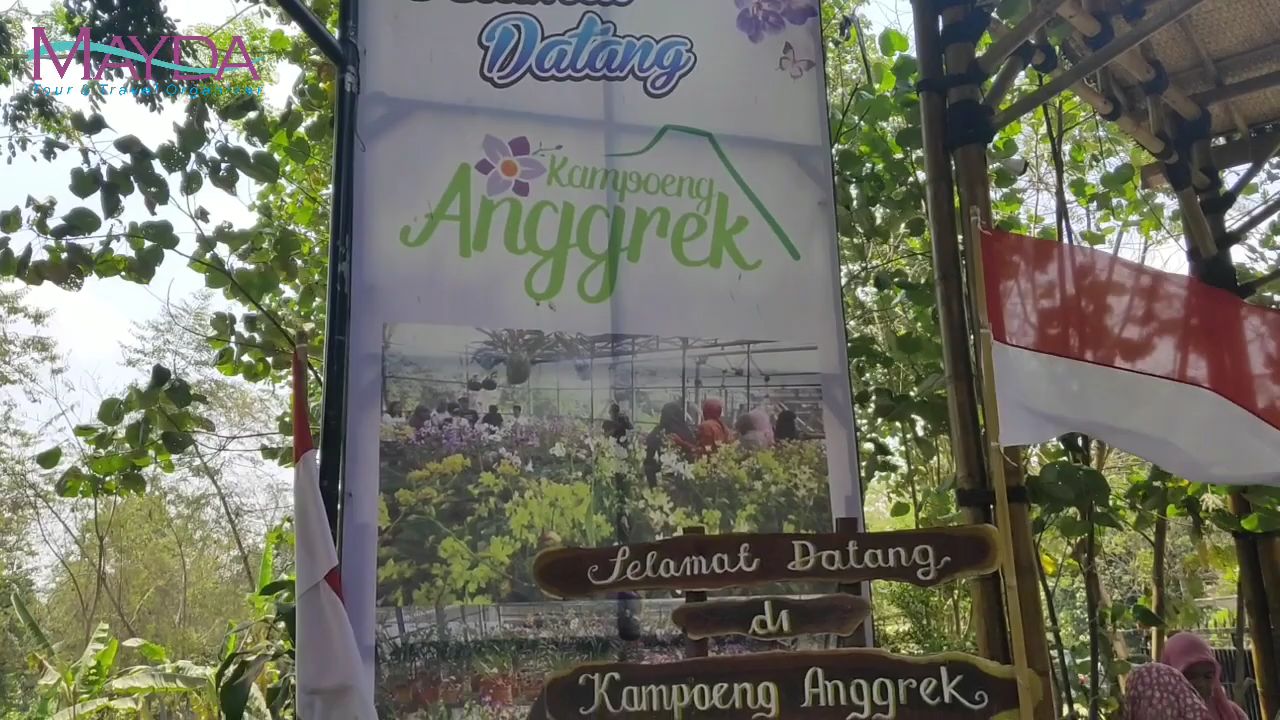 MAYDA
Tour & Travel Organizer
Datang
Kampoeng
Anggrek
Selamat Datang
di
Kampoeng Anggrek